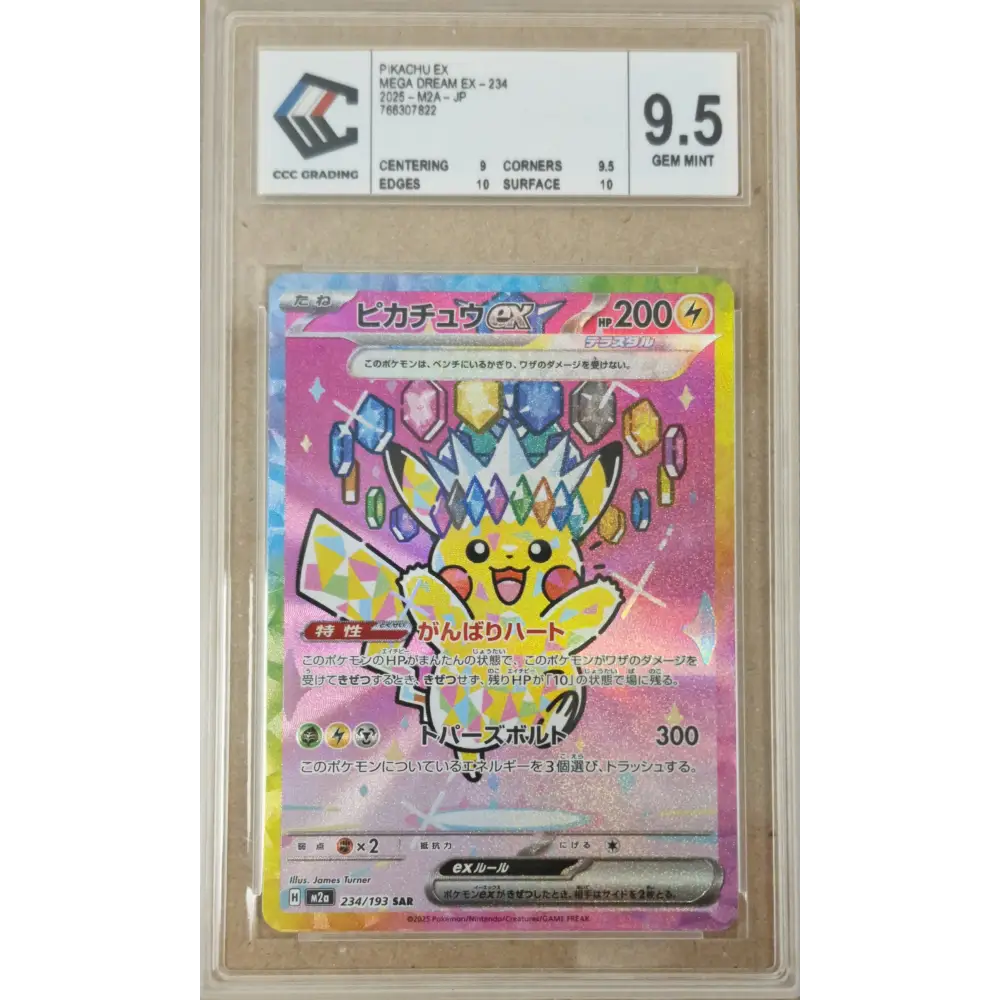 PIKACHU EX
MEGA DREAM EX - 234
2025 - M2A - JP
766307822
CCC GRADING
CENTERING 9 CORNERS 9.5
EDGES 10 SURFACE 10
9.5
GEM MINT
たね ピカチュウex HP200
テラスタル
このポケモンは、ベンチにいるかぎり、ワザのダメージを受けない。
特性 がんばりハート
このポケモンのHPがまんたんの状態で、このポケモンがワザのダメージを
受けてきぜつするとき、きぜつせず、残りHPが「10」の状態で場に残る。
トパーズボルト 300
このポケモンについているエネルギーを3個選び、トラッシュする。
弱点 ×2 抵抗力 にげる
exルール
ポケモンexがきぜつしたとき、相手はサイドを2枚とる。
Illus. James Turner
H m2a 234/193 SAR
©2025 Pokémon/Nintendo/Creatures/GAME FREAK.